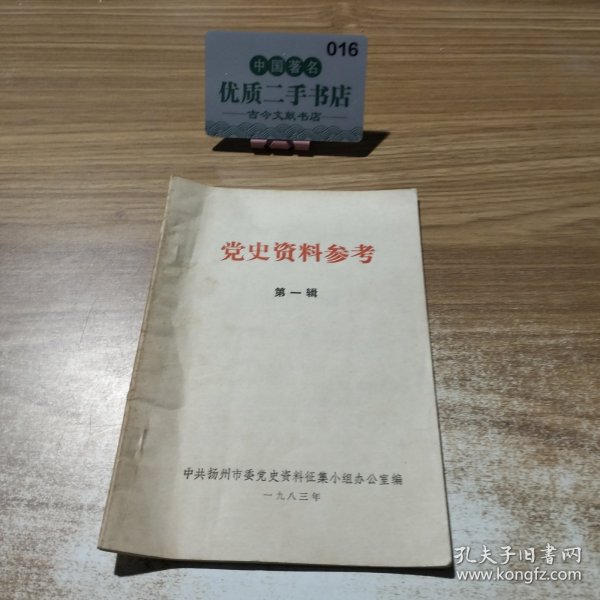 016
中国著名
优质二手书店
古今文献书店
党史资料参考
第一辑
中共扬州市委党史资料征集小组办公室编
一九八三年
孔夫子旧书网
www.kongfz.com